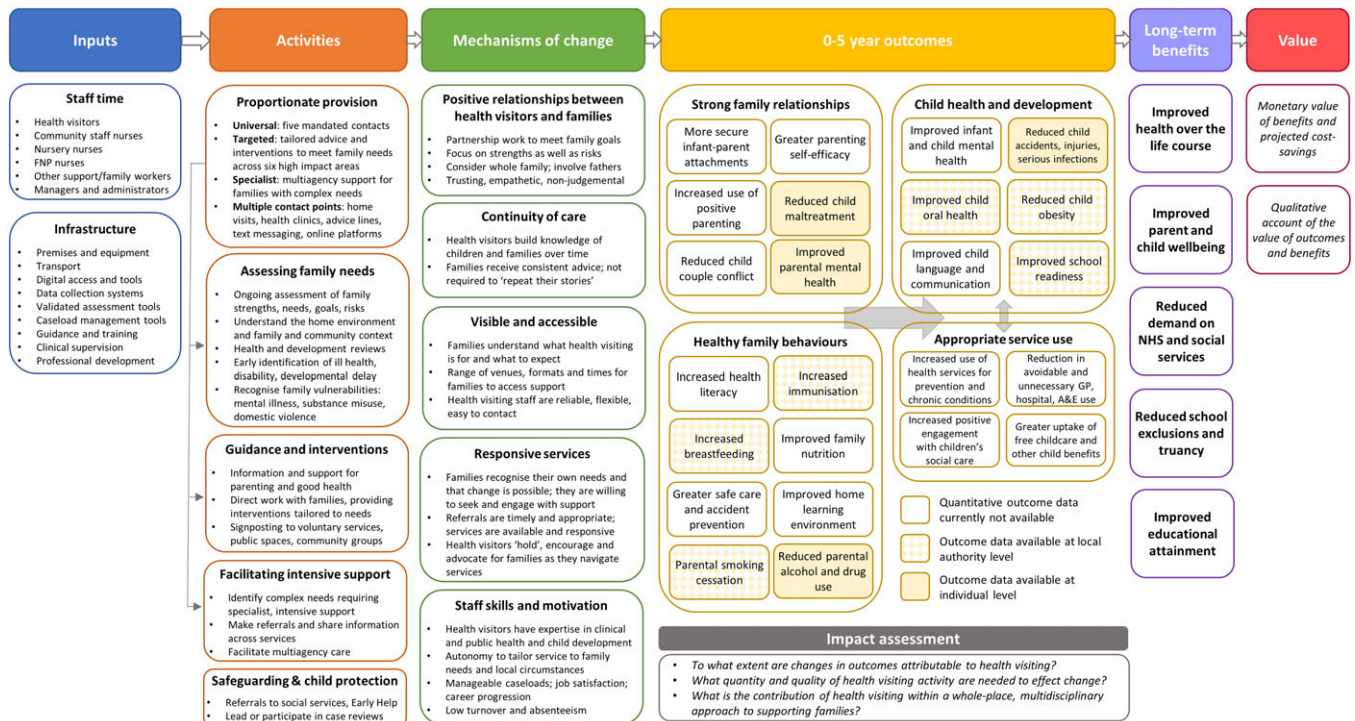 Inputs
Activities
Mechanisms of change
0-5 year outcomes
Long-term
benefits
Value
Staff time
• Health visitors
• Community staff nurses
• Nursery nurses
• FNP nurses
• Other support/family workers
• Managers and administrators
Infrastructure
• Premises and equipment
• Transport
• Digital access and tools
• Data collection systems
• Validated assessment tools
• Caseload management tools
• Guidance and training
• Clinical supervision
• Professional development
Proportionate provision
• Universal: five mandated contacts
• Targeted: tailored advice and
interventions to meet family needs
across six high impact areas
• Specialist: multiagency support for
families with complex needs
• Multiple contact points: home
visits, health clinics, advice lines,
text messaging, online platforms
Assessing family needs
• Ongoing assessment of family
strengths, needs, goals, risks
• Understand the home environment
and family and community context
• Health and development reviews
• Early identification of ill health,
disability, developmental delay
• Recognise family vulnerabilities:
mental illness, substance misuse,
domestic violence
Guidance and interventions
• Information and support for
parenting and good health
• Direct work with families, providing
interventions tailored to needs
• Signposting to voluntary services,
public spaces, community groups
Facilitating intensive support
• Identify complex needs requiring
specialist, intensive support
• Make referrals and share information
across services
• Facilitate multiagency care
Safeguarding & child protection
• Referrals to social services, Early Help
• Lead or participate in case reviews
Positive relationships between
health visitors and families
• Partnership work to meet family goals
• Focus on strengths as well as risks
• Consider whole family; involve fathers
• Trusting, empathetic, non-judgemental
Continuity of care
• Health visitors build knowledge of
children and families over time
• Families receive consistent advice; not
required to ‘repeat their stories’
Visible and accessible
• Families understand what health visiting
is for and what to expect
• Range of venues, formats and times for
families to access support
• Health visiting staff are reliable, flexible,
easy to contact
Responsive services
• Families recognise their own needs and
that change is possible; they are willing
to seek and engage with support
• Referrals are timely and appropriate;
services are available and responsive
• Health visitors ‘hold’, encourage and
advocate for families as they navigate
services
Staff skills and motivation
• Health visitors have expertise in clinical
and public health and child development
• Autonomy to tailor service to family
needs and local circumstances
• Manageable caseloads; job satisfaction;
career progression
• Low turnover and absenteeism
Strong family relationships
More secure
infant-parent
attachments
Greater parenting
self-efficacy
Increased use of
positive
parenting
Reduced child
maltreatment
Reduced child
couple conflict
Improved
parental mental
health
Healthy family behaviours
Increased health
literacy
Increased
immunisation
Increased
breastfeeding
Improved family
nutrition
Greater safe care
and accident
prevention
Improved home
learning
environment
Parental smoking
cessation
Reduced parental
alcohol and drug
use
Child health and development
Improved infant
and child mental
health
Reduced child
accidents, injuries,
serious infections
Improved child
oral health
Reduced child
obesity
Improved child
language and
communication
Improved school
readiness
Appropriate service use
Increased use of
health services for
prevention and
chronic conditions
Reduction in
avoidable and
unnecessary GP,
hospital, A&E use
Increased positive
engagement
with children's
social care
Greater uptake of
free childcare and
other child benefits
Quantitative outcome data
currently not available
Outcome data available at local
authority level
Outcome data available at
individual level
Impact assessment
• To what extent are changes in outcomes attributable to health visiting?
• What quantity and quality of health visiting activity are needed to effect change?
• What is the contribution of health visiting within a whole-place, multidisciplinary
approach to supporting families?
Improved
health over the
life course
Improved
parent and
child wellbeing
Reduced
demand on
NHS and social
services
Reduced school
exclusions and
truancy
Improved
educational
attainment
Monetary value
of benefits and
projected cost-
savings
Qualitative
account of the
value of outcomes
and benefits